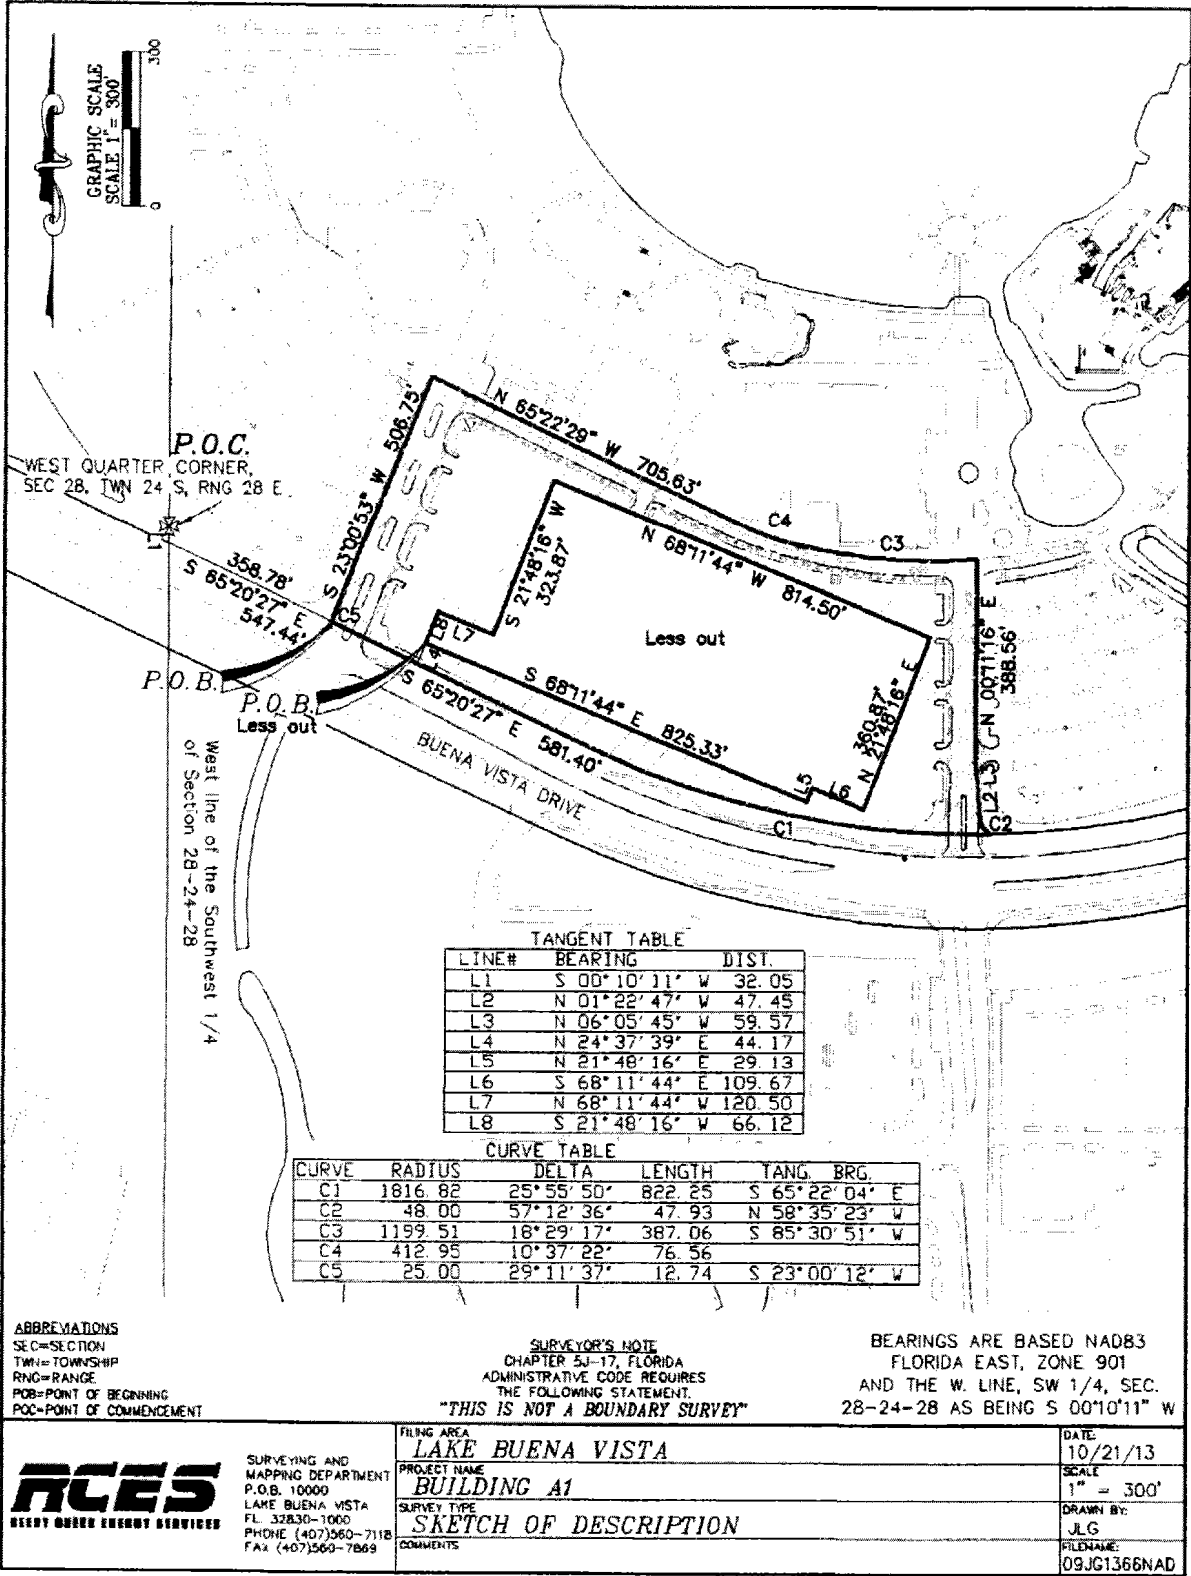 GRAPHIC SCALE
SCALE 1"= 300'
0
300
P.O.C.
WEST QUARTER CORNER,
SEC 28, TWN 24 S, RNG 28 E.
L1
358.78'
S 65°20'27" E
547.44'
P.O.B.
P.O.B.
Less out
S 23°00'53" W 506.75'
N 65°22'29" W 705.63'
C4
C3
C5
L8
L7
L4
S 21°48'16" W
323.87'
N 68°11'44" W 814.50'
Less out
S 68°11'44" E 825.33'
S 65°20'27" E 581.40'
N 00°11'16" E
388.56'
360.87'
N 21°48'16" E
L5
L6
L2
L3
C2
C1
BUENA VISTA DRIVE
West line of the Southwest 1/4
of Section 28-24-28
TANGENT TABLE
LINE# BEARING DIST.
L1 S 00°10'11" W 32.05
L2 N 01°22'47" W 47.45
L3 N 06°05'45" W 59.57
L4 N 24°37'39" E 44.17
L5 N 21°48'16" E 29.13
L6 S 68°11'44" E 109.67
L7 N 68°11'44" W 120.50
L8 S 21°48'16" W 66.12
CURVE TABLE
CURVE RADIUS DELTA LENGTH TANG. BRG.
C1 1816.82 25°55'50" 822.25 S 65°22'04" E
C2 48.00 57°12'36" 47.93 N 58°35'23" W
C3 1199.51 18°29'17" 387.06 S 85°30'51" W
C4 412.95 10°37'22" 76.56
C5 25.00 29°11'37" 12.74 S 23°00'12" W
ABBREVIATIONS
SEC=SECTION
TWN=TOWNSHIP
RNG=RANGE
POB=POINT OF BEGINNING
POC=POINT OF COMMENCEMENT
SURVEYOR'S NOTE
CHAPTER 5J-17, FLORIDA
ADMINISTRATIVE CODE REQUIRES
THE FOLLOWING STATEMENT.
"THIS IS NOT A BOUNDARY SURVEY"
BEARINGS ARE BASED NAD83
FLORIDA EAST, ZONE 901
AND THE W. LINE, SW 1/4, SEC.
28-24-28 AS BEING S 00°10'11" W
RCES
REEDY CREEK ENERGY SERVICES
SURVEYING AND
MAPPING DEPARTMENT
P.O.B. 10000
LAKE BUENA VISTA
FL. 32830-1000
PHONE (407)560-7118
FAX (407)560-7869
FILING AREA
LAKE BUENA VISTA
PROJECT NAME
BUILDING A1
SURVEY TYPE
SKETCH OF DESCRIPTION
COMMENTS
DATE:
10/21/13
SCALE
1" = 300'
DRAWN BY:
JLG
FILENAME:
09JG1366NAD